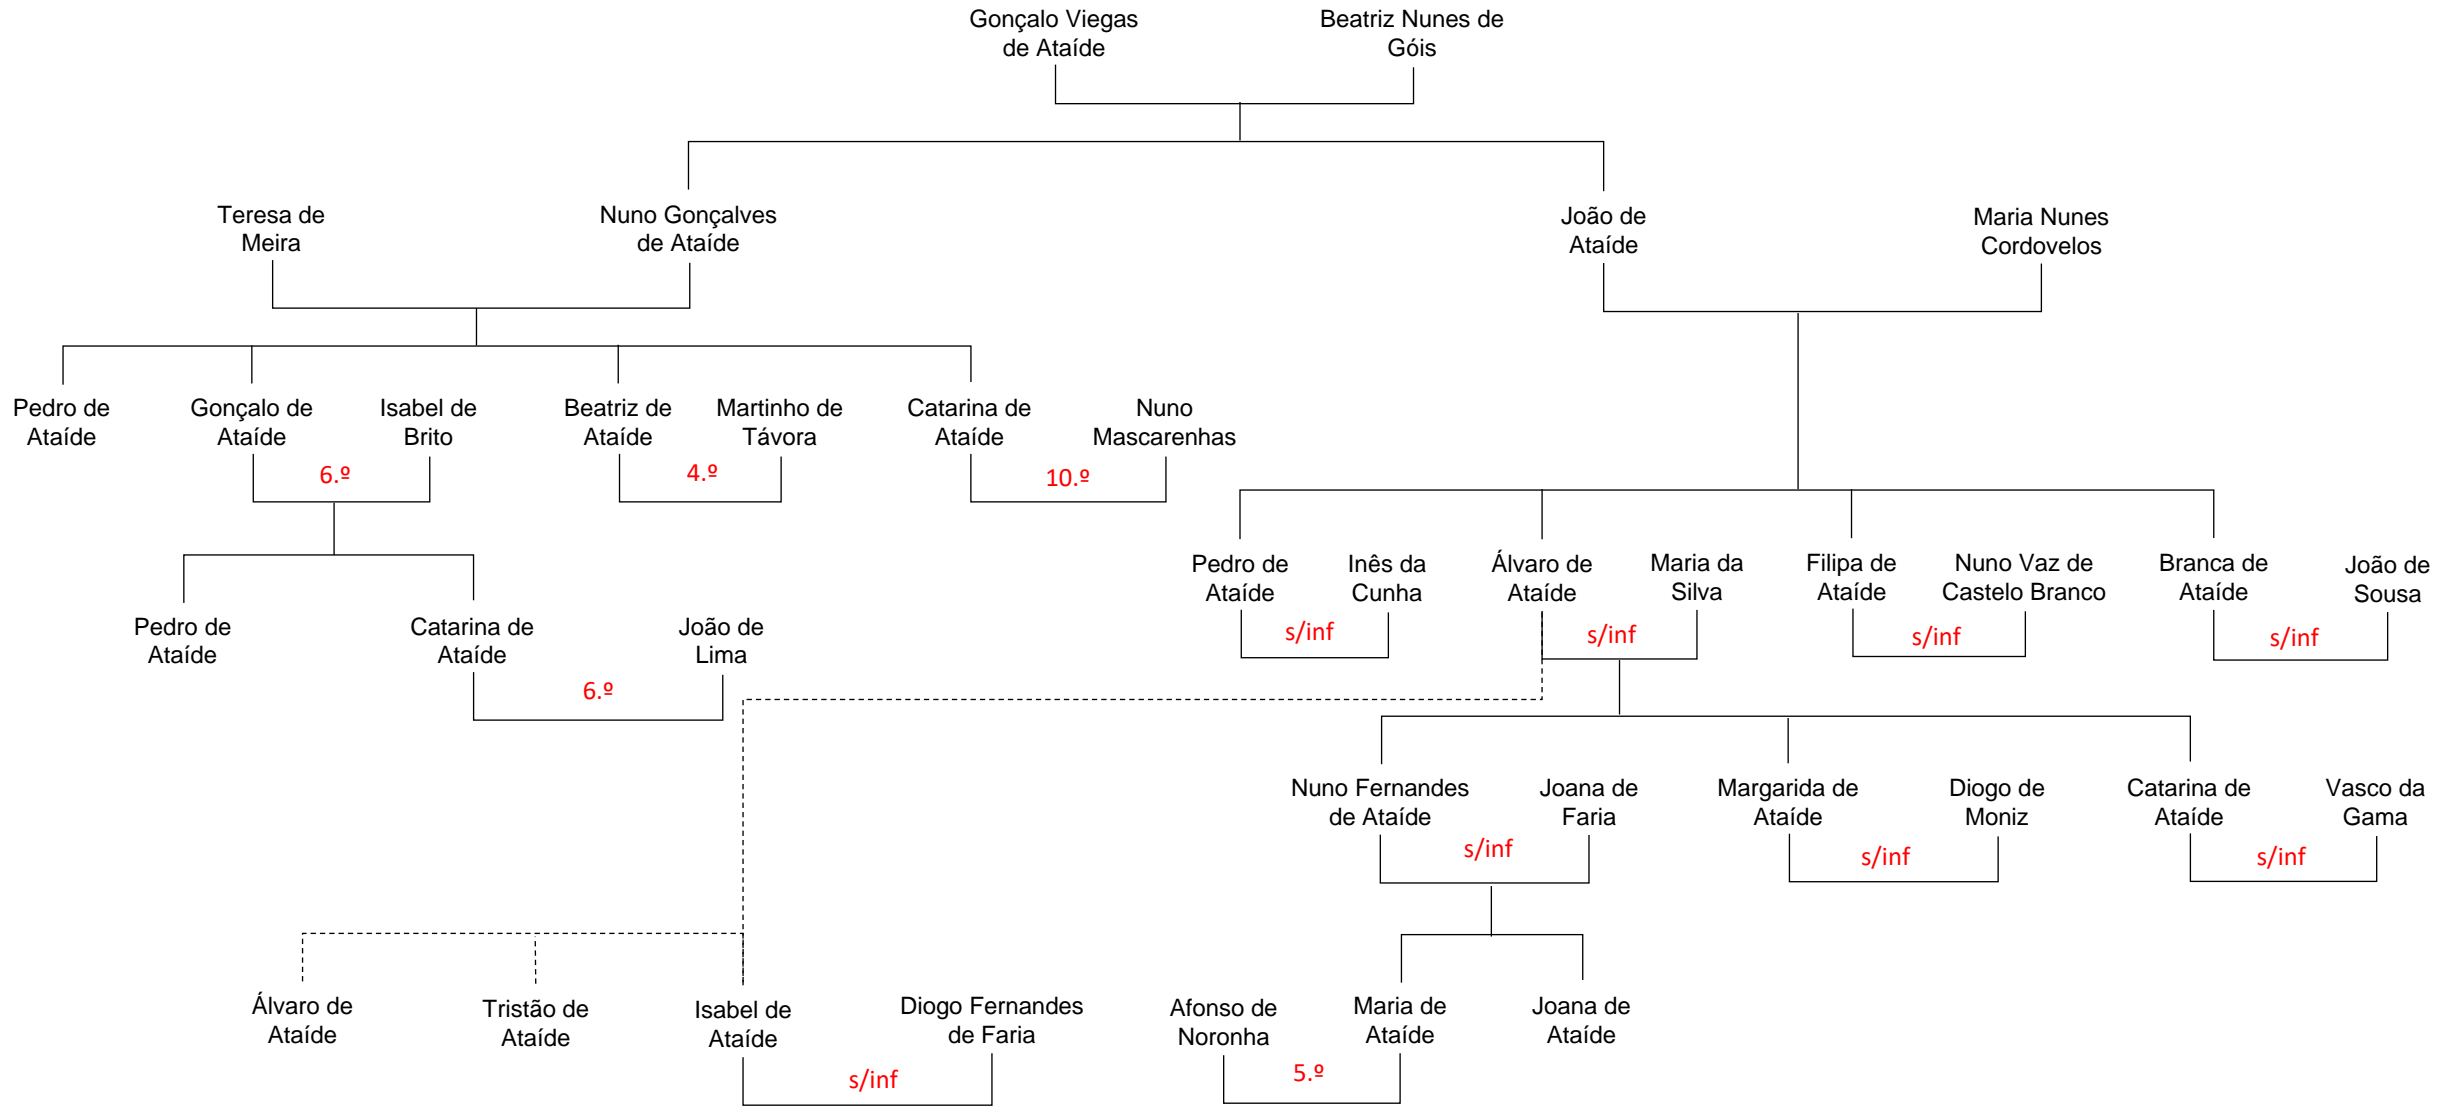 Gonçalo Viegas
de Ataíde
Beatriz Nunes de
Góis
Teresa de
Meira
Nuno Gonçalves
de Ataíde
João de
Ataíde
Maria Nunes
Cordovelos
Pedro de
Ataíde
Gonçalo de
Ataíde
Isabel de
Brito
6.º
Beatriz de
Ataíde
Martinho de
Távora
4.º
Catarina de
Ataíde
Nuno
Mascarenhas
10.º
Pedro de
Ataíde
Inês da
Cunha
s/inf
Álvaro de
Ataíde
Maria da
Silva
s/inf
Filipa de
Ataíde
Nuno Vaz de
Castelo Branco
s/inf
Branca de
Ataíde
João de
Sousa
s/inf
Pedro de
Ataíde
Catarina de
Ataíde
João de
Lima
6.º
Nuno Fernandes
de Ataíde
Joana de
Faria
s/inf
Margarida de
Ataíde
Diogo de
Moniz
s/inf
Catarina de
Ataíde
Vasco da
Gama
s/inf
Álvaro de
Ataíde
Tristão de
Ataíde
Isabel de
Ataíde
Diogo Fernandes
de Faria
s/inf
Afonso de
Noronha
Maria de
Ataíde
5.º
Joana de
Ataíde